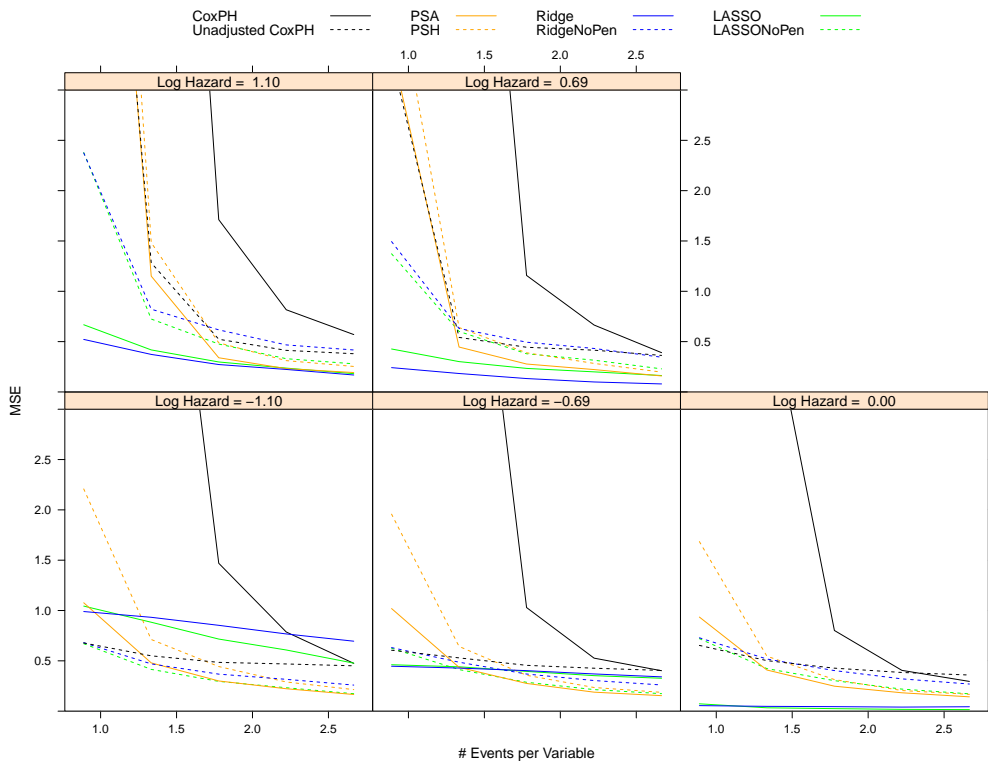 CoxPH PSA Ridge LASSO
Unadjusted CoxPH PSH RidgeNoPen LASSONoPen
1.0 1.5 2.0 2.5
Log Hazard = 1.10
Log Hazard = 0.69
2.5
2.0
1.5
1.0
0.5
MSE
Log Hazard = −1.10
Log Hazard = −0.69
Log Hazard = 0.00
2.5
2.0
1.5
1.0
0.5
1.0 1.5 2.0 2.5
1.0 1.5 2.0 2.5
# Events per Variable